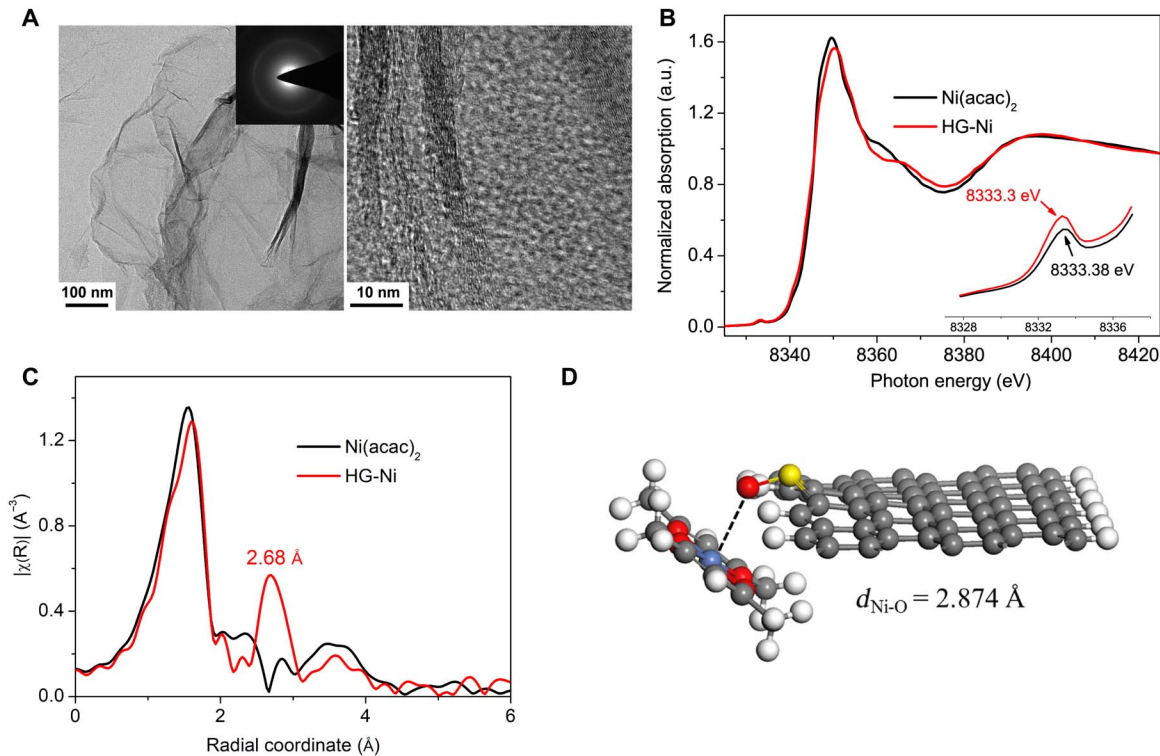 A
100 nm
10 nm
B
Normalized absorption (a.u.)
1.6
1.2
0.8
0.4
0.0
Ni(acac)₂
HG-Ni
8333.3 eV
8333.38 eV
8328 8332 8336
8340 8360 8380 8400 8420
Photon energy (eV)
C
|χ(R)| (A⁻³)
1.2
0.8
0.4
0.0
Ni(acac)₂
HG-Ni
2.68 Å
0 2 4 6
Radial coordinate (Å)
D
d_Ni-O = 2.874 Å